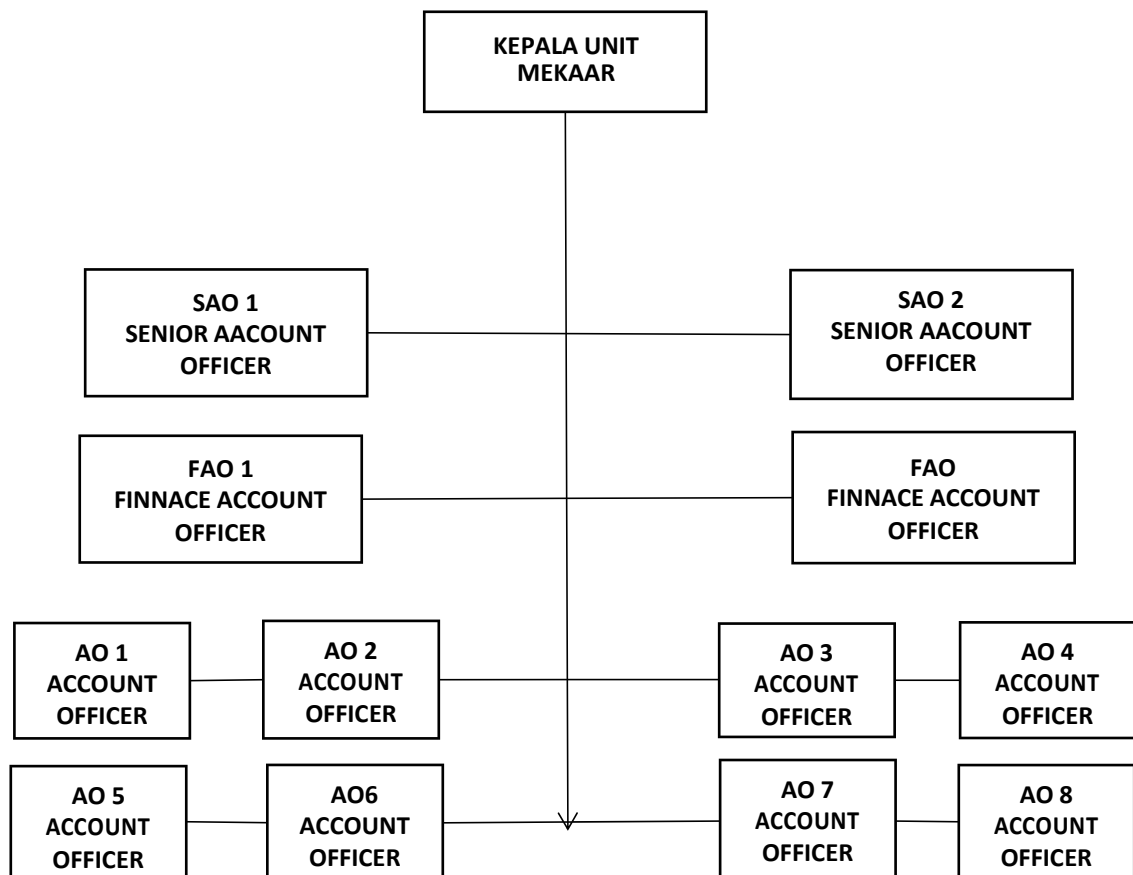 KEPALA UNIT
MEKAAR
SAO 1
SENIOR AACOUNT
OFFICER
SAO 2
SENIOR AACOUNT
OFFICER
FAO 1
FINNACE ACCOUNT
OFFICER
FAO
FINNACE ACCOUNT
OFFICER
AO 1
ACCOUNT
OFFICER
AO 2
ACCOUNT
OFFICER
AO 3
ACCOUNT
OFFICER
AO 4
ACCOUNT
OFFICER
AO 5
ACCOUNT
OFFICER
AO6
ACCOUNT
OFFICER
AO 7
ACCOUNT
OFFICER
AO 8
ACCOUNT
OFFICER